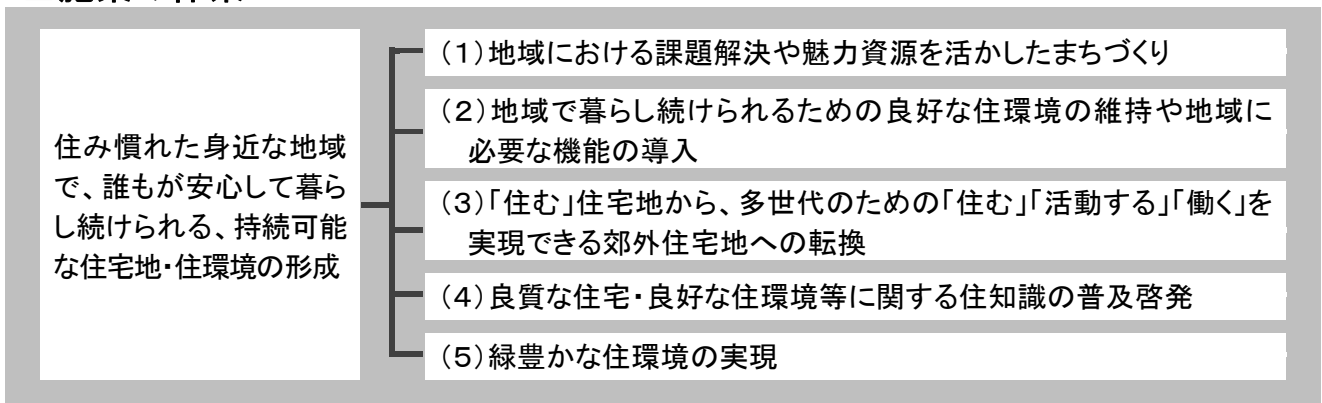 住み慣れた身近な地域
で、誰もが安心して暮ら
し続けられる、持続可能
な住宅地・住環境の形成
（１）地域における課題解決や魅力資源を活かしたまちづくり
（２）地域で暮らし続けられるための良好な住環境の維持や地域に
必要な機能の導入
（３）「住む」住宅地から、多世代のための「住む」「活動する」「働く」を
実現できる郊外住宅地への転換
（４）良質な住宅・良好な住環境等に関する住知識の普及啓発
（５）緑豊かな住環境の実現